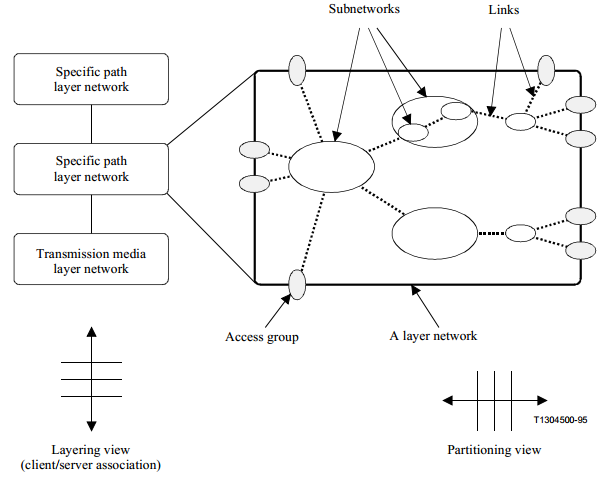 Subnetworks
Links
Specific path
layer network
Specific path
layer network
Transmission media
layer network
Access group
A layer network
T1304500-95
Layering view
(client/server association)
Partitioning view